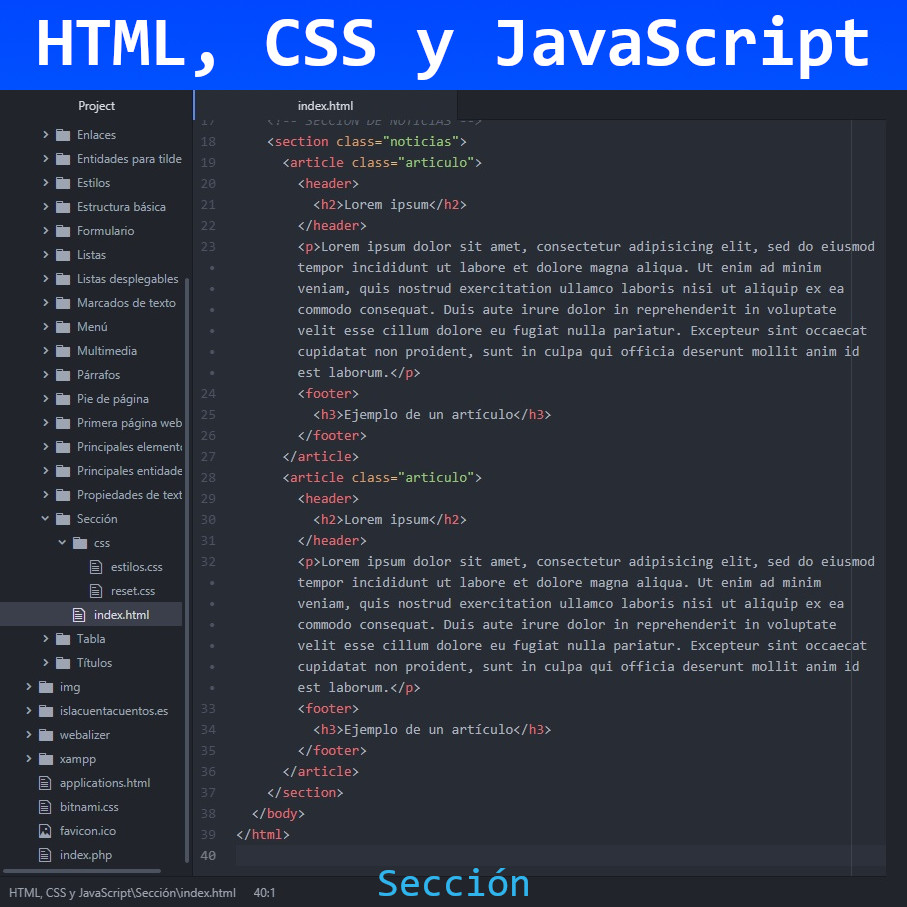 HTML, CSS y JavaScript
Project
Enlaces
Entidades para tilde
Estilos
Estructura básica
Formulario
Listas
Listas desplegables
Marcados de texto
Menú
Multimedia
Párrafos
Pie de página
Primera página web
Principales elemento
Principales entidade
Propiedades de text
Sección
css
estilos.css
reset.css
index.html
Tabla
Títulos
img
islacuentacuentos.es
webalizer
xampp
applications.html
bitnami.css
favicon.ico
index.php
index.html
17 <!-- SECCIÓN DE NOTICIAS -->
18 <section class="noticias">
19 <article class="articulo">
20 <header>
21 <h2>Lorem ipsum</h2>
22 </header>
23 <p>Lorem ipsum dolor sit amet, consectetur adipisicing elit, sed do eiusmod
• tempor incididunt ut labore et dolore magna aliqua. Ut enim ad minim
• veniam, quis nostrud exercitation ullamco laboris nisi ut aliquip ex ea
• commodo consequat. Duis aute irure dolor in reprehenderit in voluptate
• velit esse cillum dolore eu fugiat nulla pariatur. Excepteur sint occaecat
• cupidatat non proident, sunt in culpa qui officia deserunt mollit anim id
• est laborum.</p>
24 <footer>
25 <h3>Ejemplo de un artículo</h3>
26 </footer>
27 </article>
28 <article class="articulo">
29 <header>
30 <h2>Lorem ipsum</h2>
31 </header>
32 <p>Lorem ipsum dolor sit amet, consectetur adipisicing elit, sed do eiusmod
• tempor incididunt ut labore et dolore magna aliqua. Ut enim ad minim
• veniam, quis nostrud exercitation ullamco laboris nisi ut aliquip ex ea
• commodo consequat. Duis aute irure dolor in reprehenderit in voluptate
• velit esse cillum dolore eu fugiat nulla pariatur. Excepteur sint occaecat
• cupidatat non proident, sunt in culpa qui officia deserunt mollit anim id
• est laborum.</p>
33 <footer>
34 <h3>Ejemplo de un artículo</h3>
35 </footer>
36 </article>
37 </section>
38 </body>
39 </html>
40
HTML, CSS y JavaScript\Sección\index.html 40:1
Sección